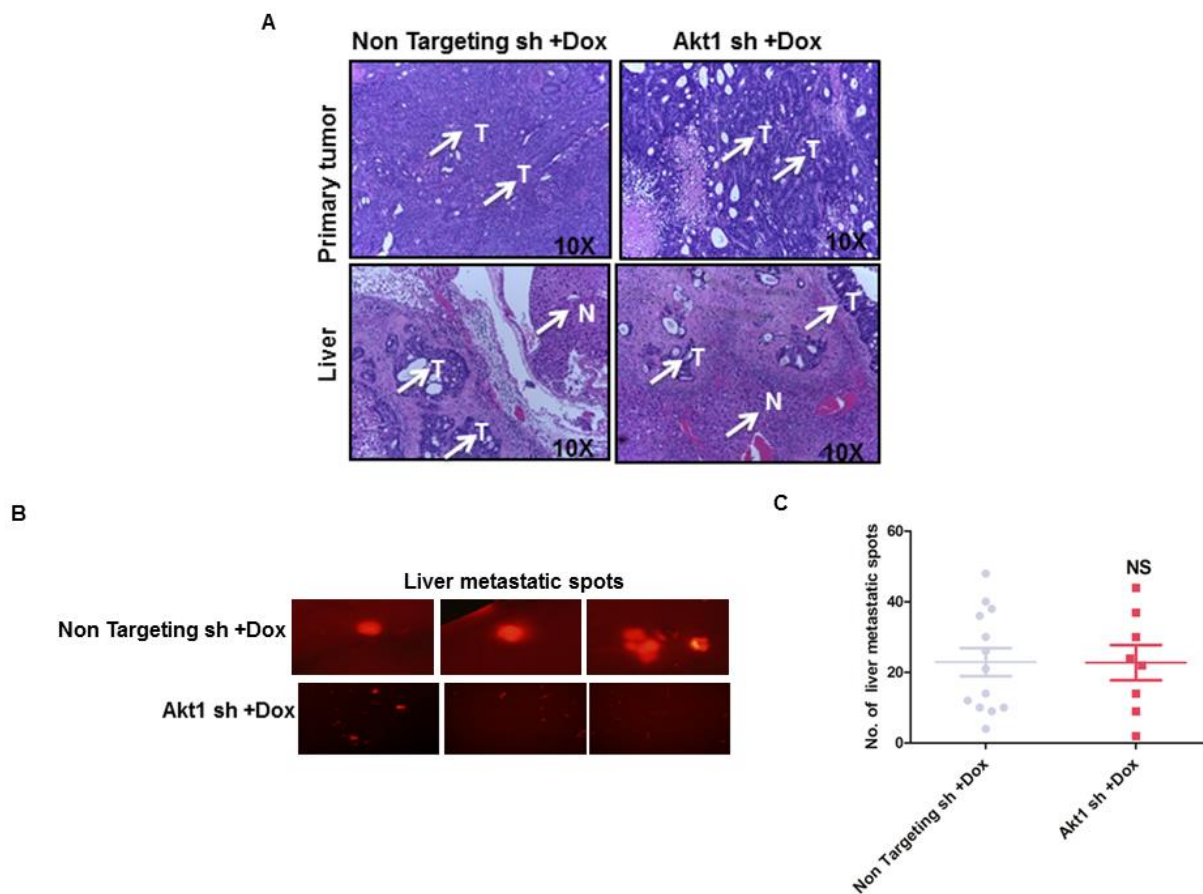 A
Non Targeting sh +Dox
Akt1 sh +Dox
Primary tumor
T
T
10X
T
T
10X
Liver
T
T
N
10X
T
T
N
10X
B
Liver metastatic spots
Non Targeting sh +Dox
Akt1 sh +Dox
C
No. of liver metastatic spots
60
40
20
0
NS
Non Targeting sh +Dox
Akt1 sh +Dox